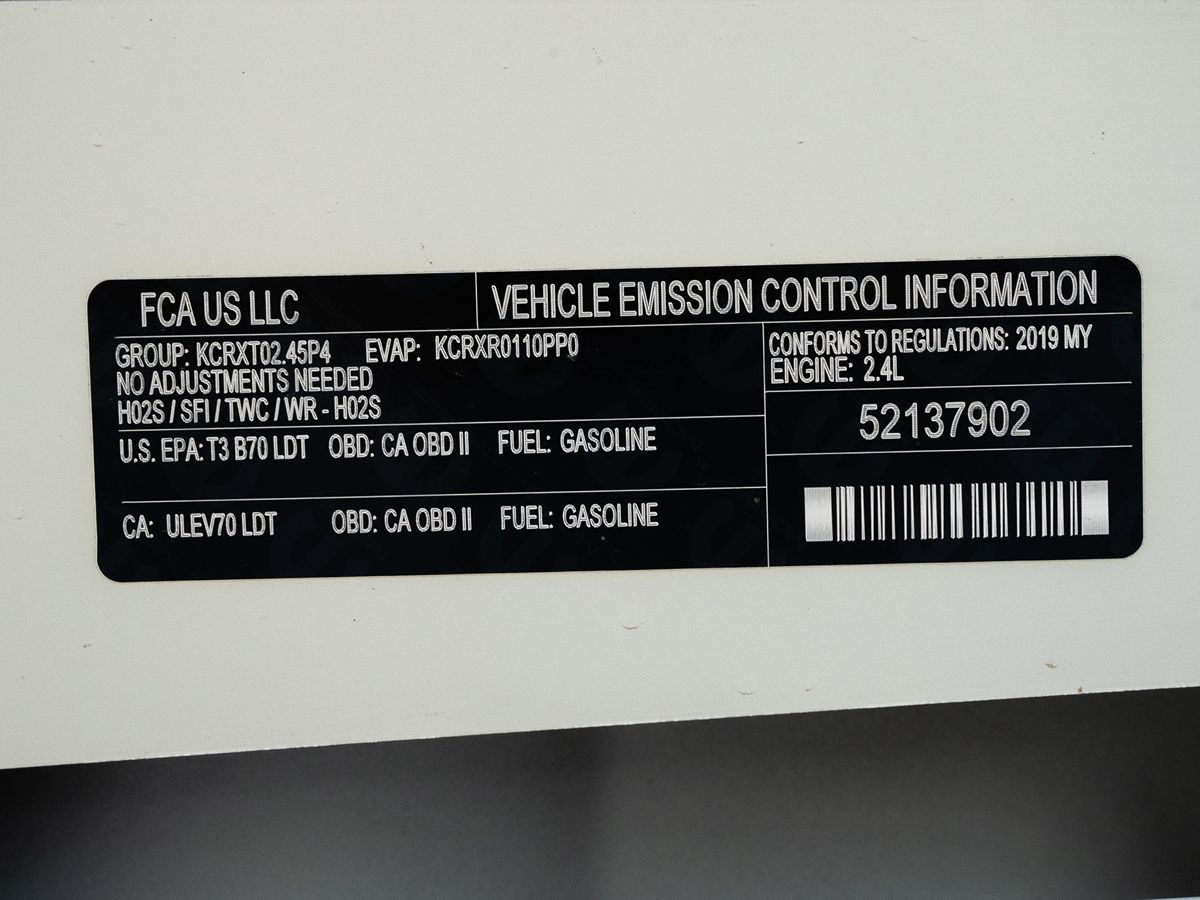 FCA US LLC
VEHICLE EMISSION CONTROL INFORMATION
GROUP: KCRXT02.45P4 EVAP: KCRXR0110PP0
NO ADJUSTMENTS NEEDED
H02S / SFI / TWC / WR - H02S
U.S. EPA: T3 B70 LDT OBD: CA OBD II FUEL: GASOLINE
CA: ULEV70 LDT OBD: CA OBD II FUEL: GASOLINE
CONFORMS TO REGULATIONS: 2019 MY
ENGINE: 2.4L
52137902